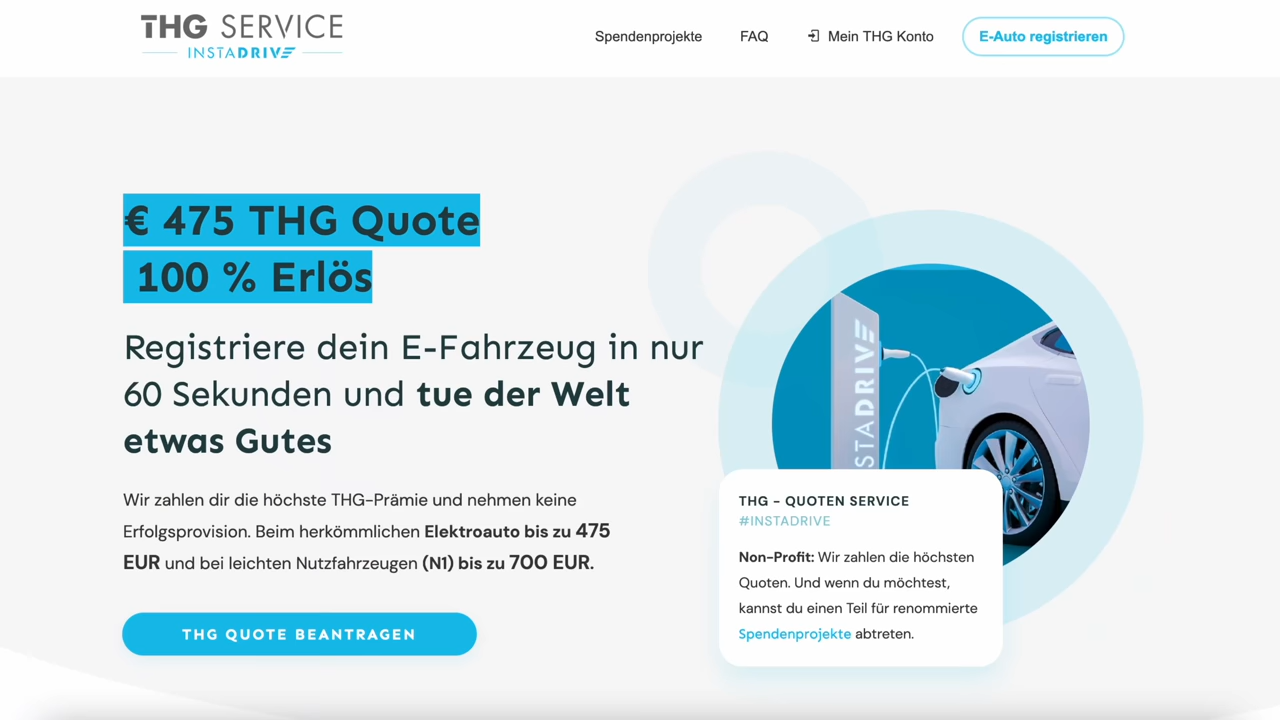 THG SERVICE
INSTADRIVE
Spendenprojekte
FAQ
Mein THG Konto
E-Auto registrieren
€ 475 THG Quote
100 % Erlös
Registriere dein E-Fahrzeug in nur
60 Sekunden und tue der Welt
etwas Gutes
Wir zahlen dir die höchste THG-Prämie und nehmen keine
Erfolgsprovision. Beim herkömmlichen Elektroauto bis zu 475
EUR und bei leichten Nutzfahrzeugen (N1) bis zu 700 EUR.
THG QUOTE BEANTRAGEN
STADRIVE
THG - QUOTEN SERVICE
#INSTADRIVE
Non-Profit: Wir zahlen die höchsten
Quoten. Und wenn du möchtest,
kannst du einen Teil für renommierte
Spendenprojekte abtreten.